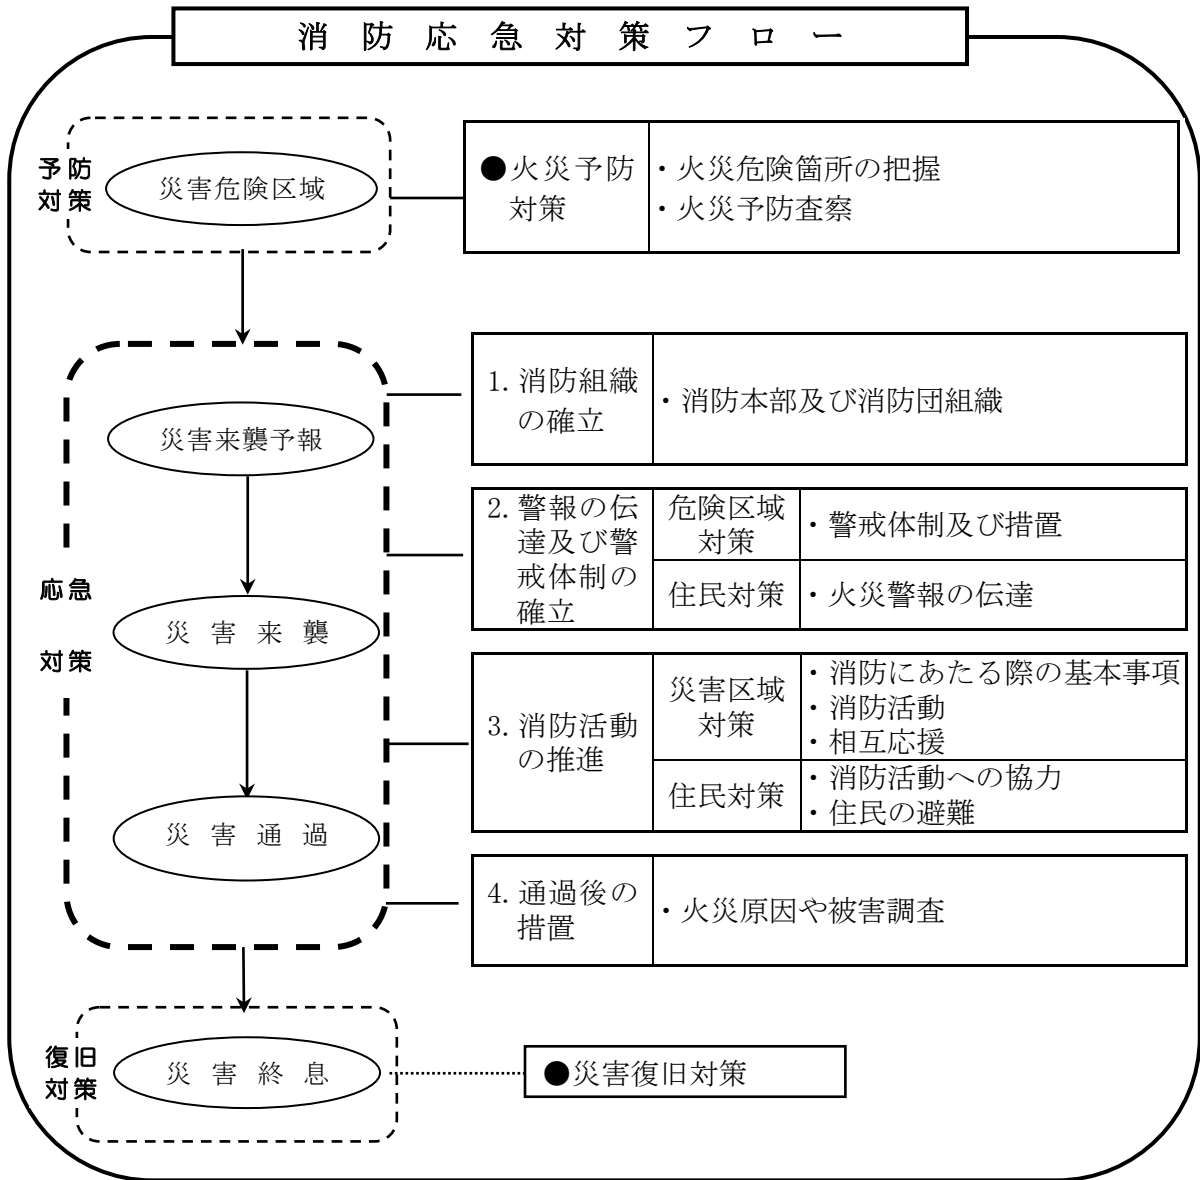 消防応急対策フロー
予防
対策
災害危険区域
●火災予防
対策
・火災危険箇所の把握
・火災予防査察
応急
対策
災害来襲予報
災害来襲
災害通過
1.消防組織
の確立
・消防本部及び消防団組織
2.警報の伝
達及び警
戒体制の
確立
危険区域
対策
・警戒体制及び措置
住民対策
・火災警報の伝達
3.消防活動
の推進
災害区域
対策
・消防にあたる際の基本事項
・消防活動
・相互応援
住民対策
・消防活動への協力
・住民の避難
4.通過後の
措置
・火災原因や被害調査
復旧
対策
災害終息
●災害復旧対策